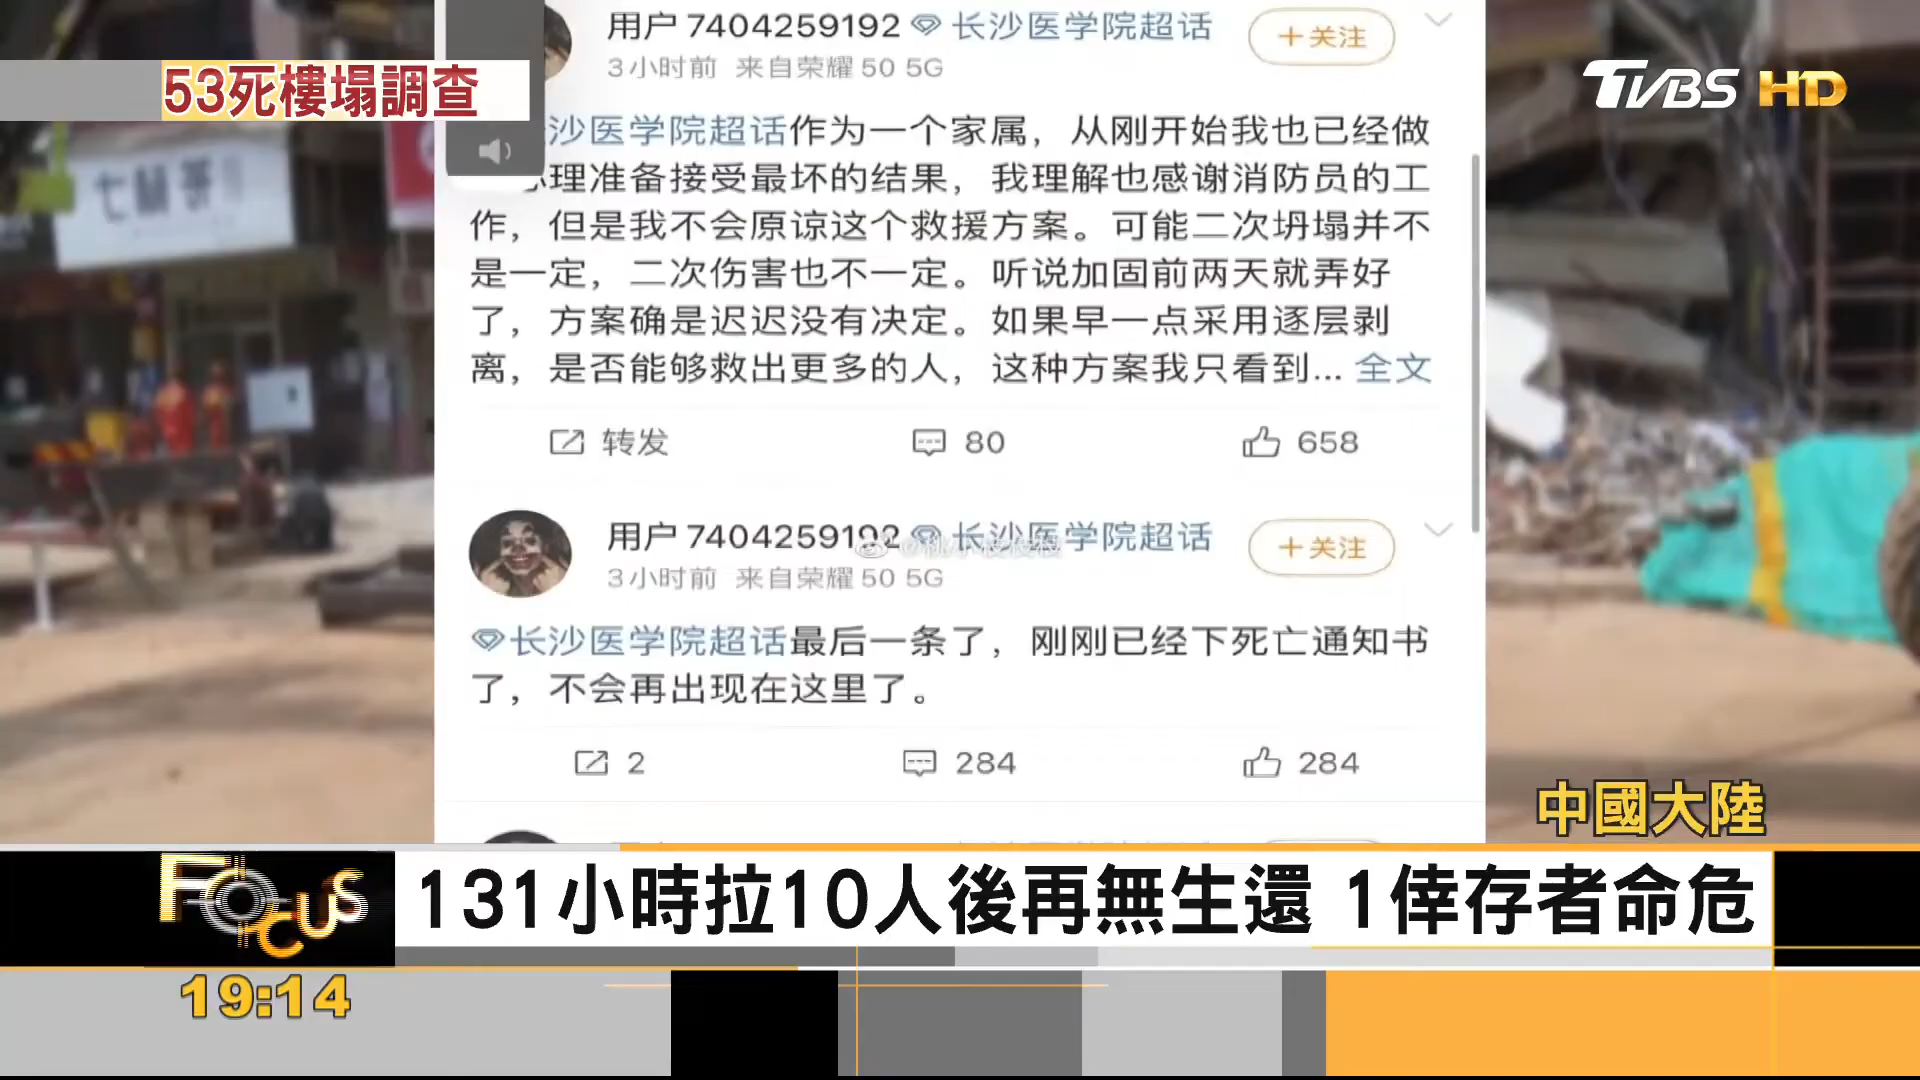 用户7404259192 长沙医学院超话
+关注
3小时前 来自荣耀50 5G
53死樓塌調查
TVBS HD
沙医学院超话作为一个家属，从刚开始我也已经做
理准备接受最坏的结果，我理解也感谢消防员的工
作，但是我不会原谅这个救援方案。可能二次坍塌并不
是一定，二次伤害也不一定。听说加固前两天就弄好
了，方案确是迟迟没有决定。如果早一点采用逐层剥
离，是否能够救出更多的人，这种方案我只看到... 全文
转发 80 658
用户7404259192 长沙医学院超话
+关注
3小时前 来自荣耀50 5G
长沙医学院超话最后一条了，刚刚已经下死亡通知书
了，不会再出现在这里了。
2 284 284
中國大陸
FOCUS
131小時拉10人後再無生還 1倖存者命危
19:14